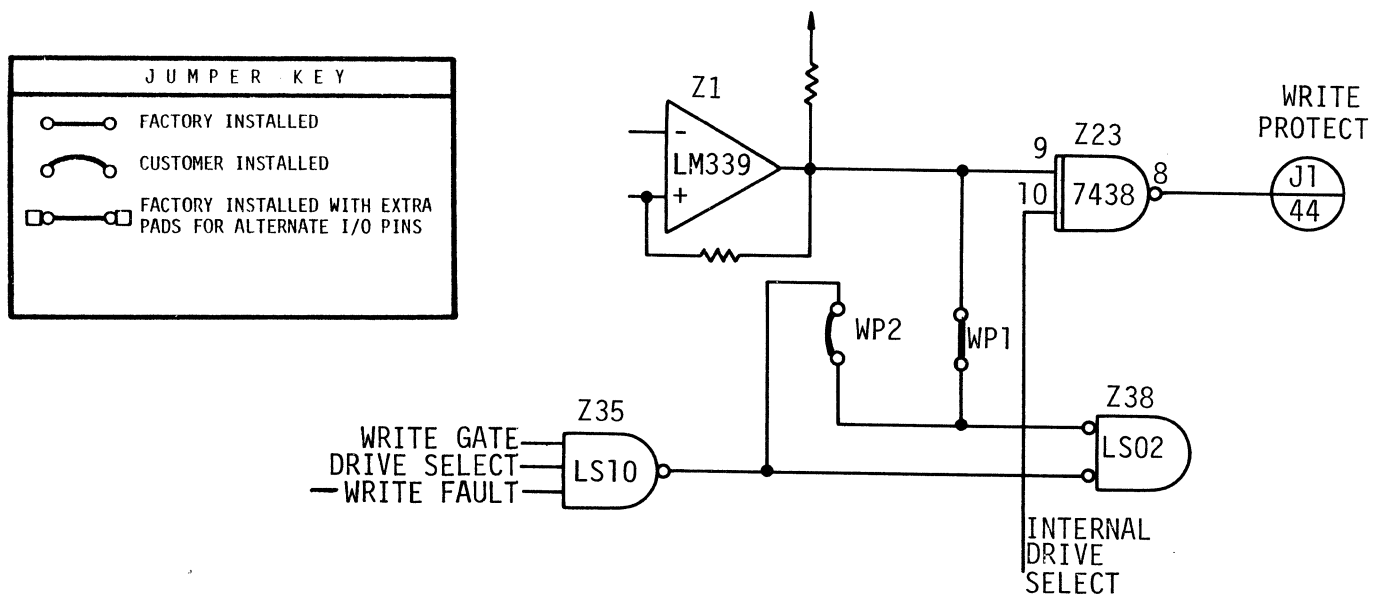 JUMPER KEY
FACTORY INSTALLED
CUSTOMER INSTALLED
FACTORY INSTALLED WITH EXTRA
PADS FOR ALTERNATE I/O PINS
Z1
-
LM339
+
WP2
WP1
9
10
Z23
7438
8
WRITE
PROTECT
J1
44
Z35
WRITE GATE
DRIVE SELECT
— WRITE FAULT
LS10
Z38
LS02
INTERNAL
DRIVE
SELECT